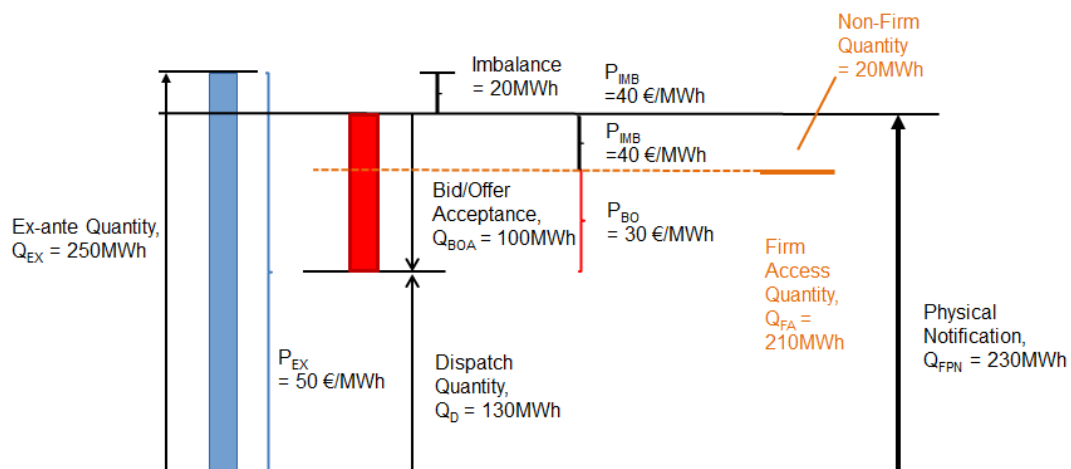 Ex-ante Quantity,
Q_EX = 250MWh
P_EX
= 50 €/MWh
Imbalance
= 20MWh
Bid/Offer
Acceptance,
Q_BOA = 100MWh
Dispatch
Quantity,
Q_D = 130MWh
P_IMB
=40 €/MWh
P_IMB
=40 €/MWh
P_BO
= 30 €/MWh
Non-Firm
Quantity
= 20MWh
Firm
Access
Quantity,
Q_FA =
210MWh
Physical
Notification,
Q_FPN = 230MWh